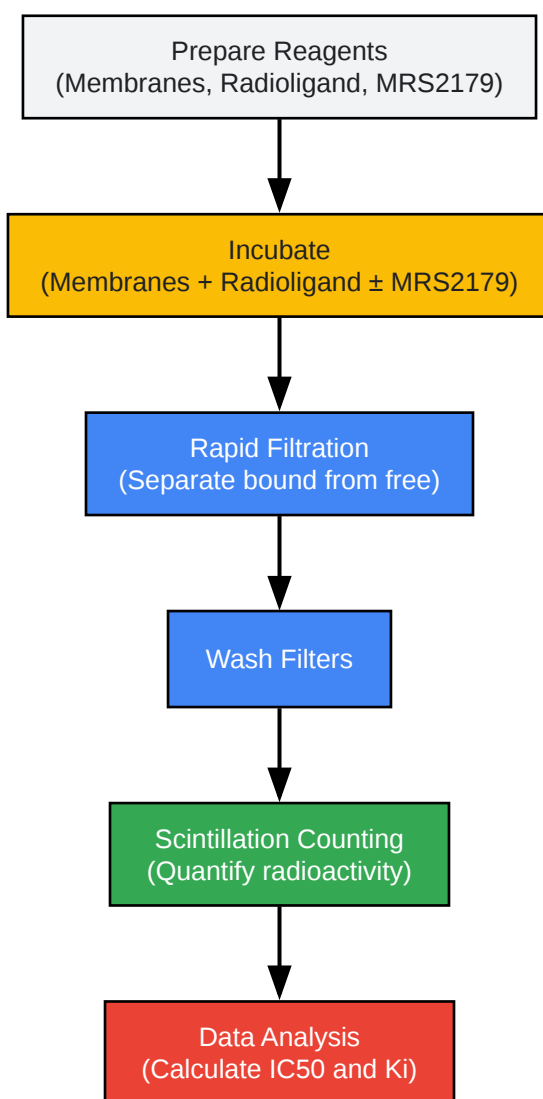 Prepare Reagents
(Membranes, Radioligand, MRS2179)
Incubate
(Membranes + Radioligand ± MRS2179)
Rapid Filtration
(Separate bound from free)
Wash Filters
Scintillation Counting
(Quantify radioactivity)
Data Analysis
(Calculate IC50 and Ki)